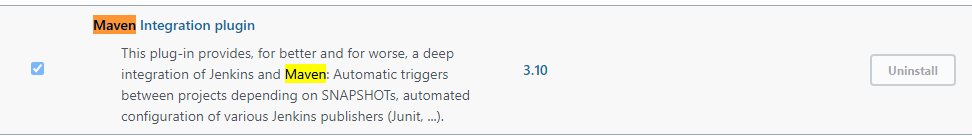 Maven Integration plugin
This plug-in provides, for better and for worse, a deep
integration of Jenkins and Maven: Automatic triggers
between projects depending on SNAPSHOTs, automated
configuration of various Jenkins publishers (Junit, ...).
3.10
Uninstall